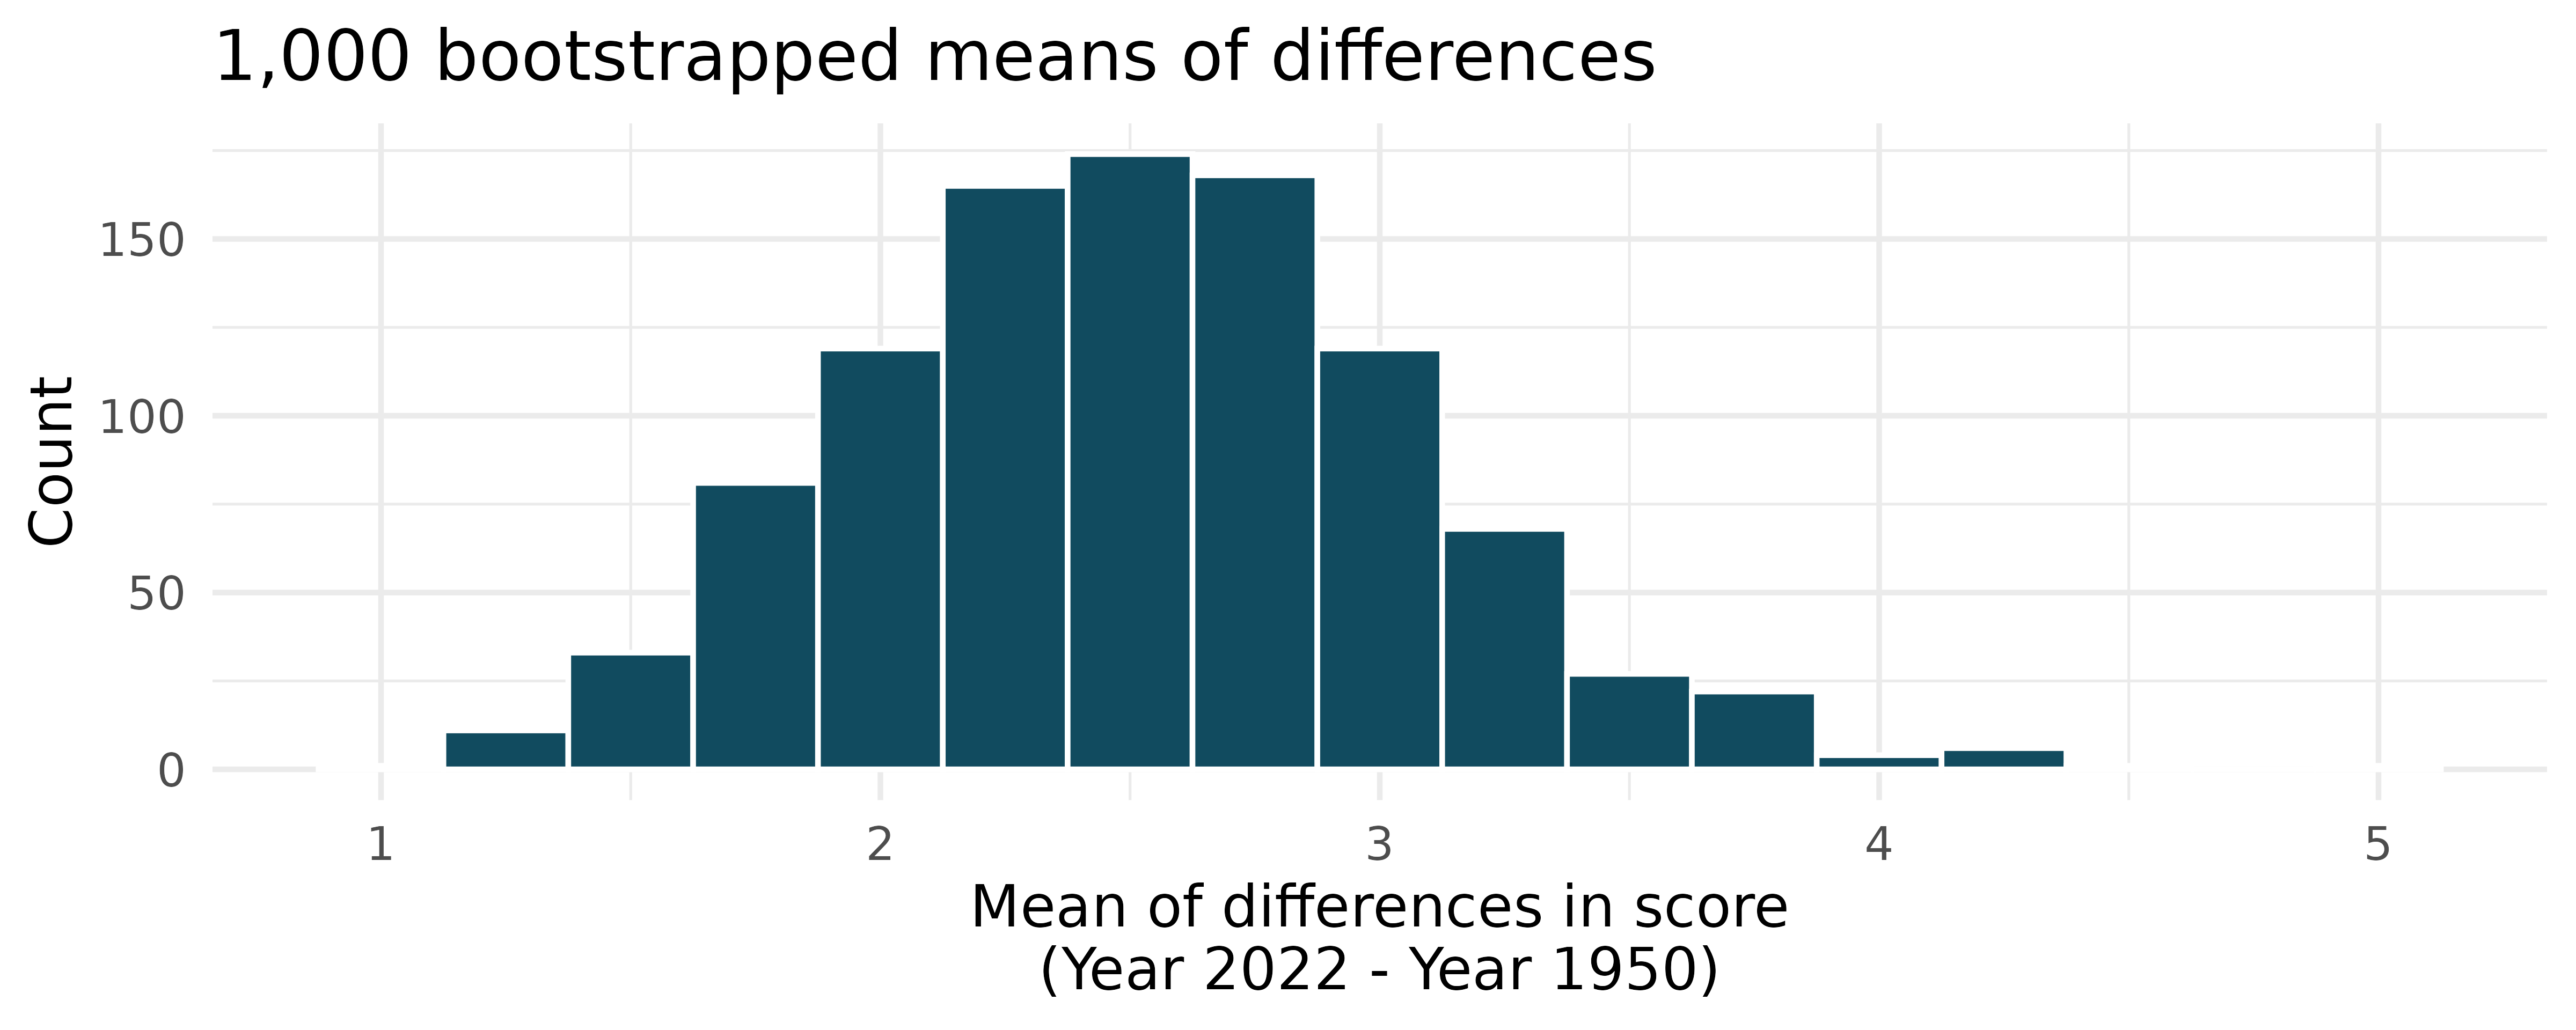 1,000 bootstrapped means of differences
Count
150
100
50
0
1 2 3 4 5
Mean of differences in score
(Year 2022 - Year 1950)